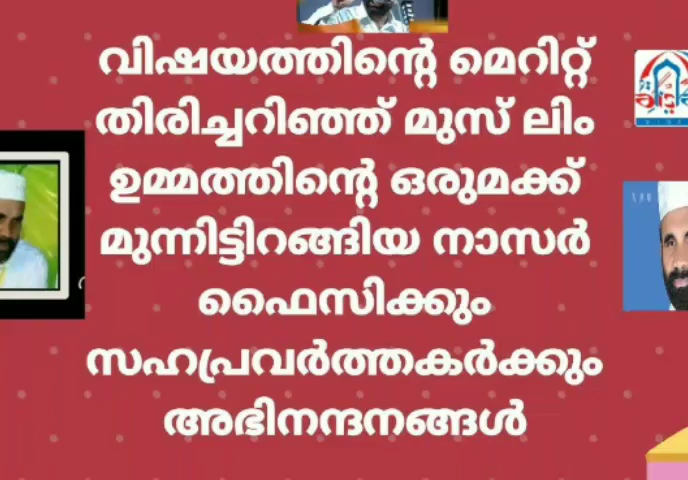 വിഷയത്തിന്റെ മെറിറ്റ്
തിരിച്ചറിഞ്ഞ് മുസ് ലിം
ഉമ്മത്തിന്റെ ഒരുമക്ക്
മുന്നിട്ടിറങ്ങിയ നാസർ
ഫൈസിക്കും
സഹപ്രവർത്തകർക്കും
അഭിനന്ദനങ്ങൾ